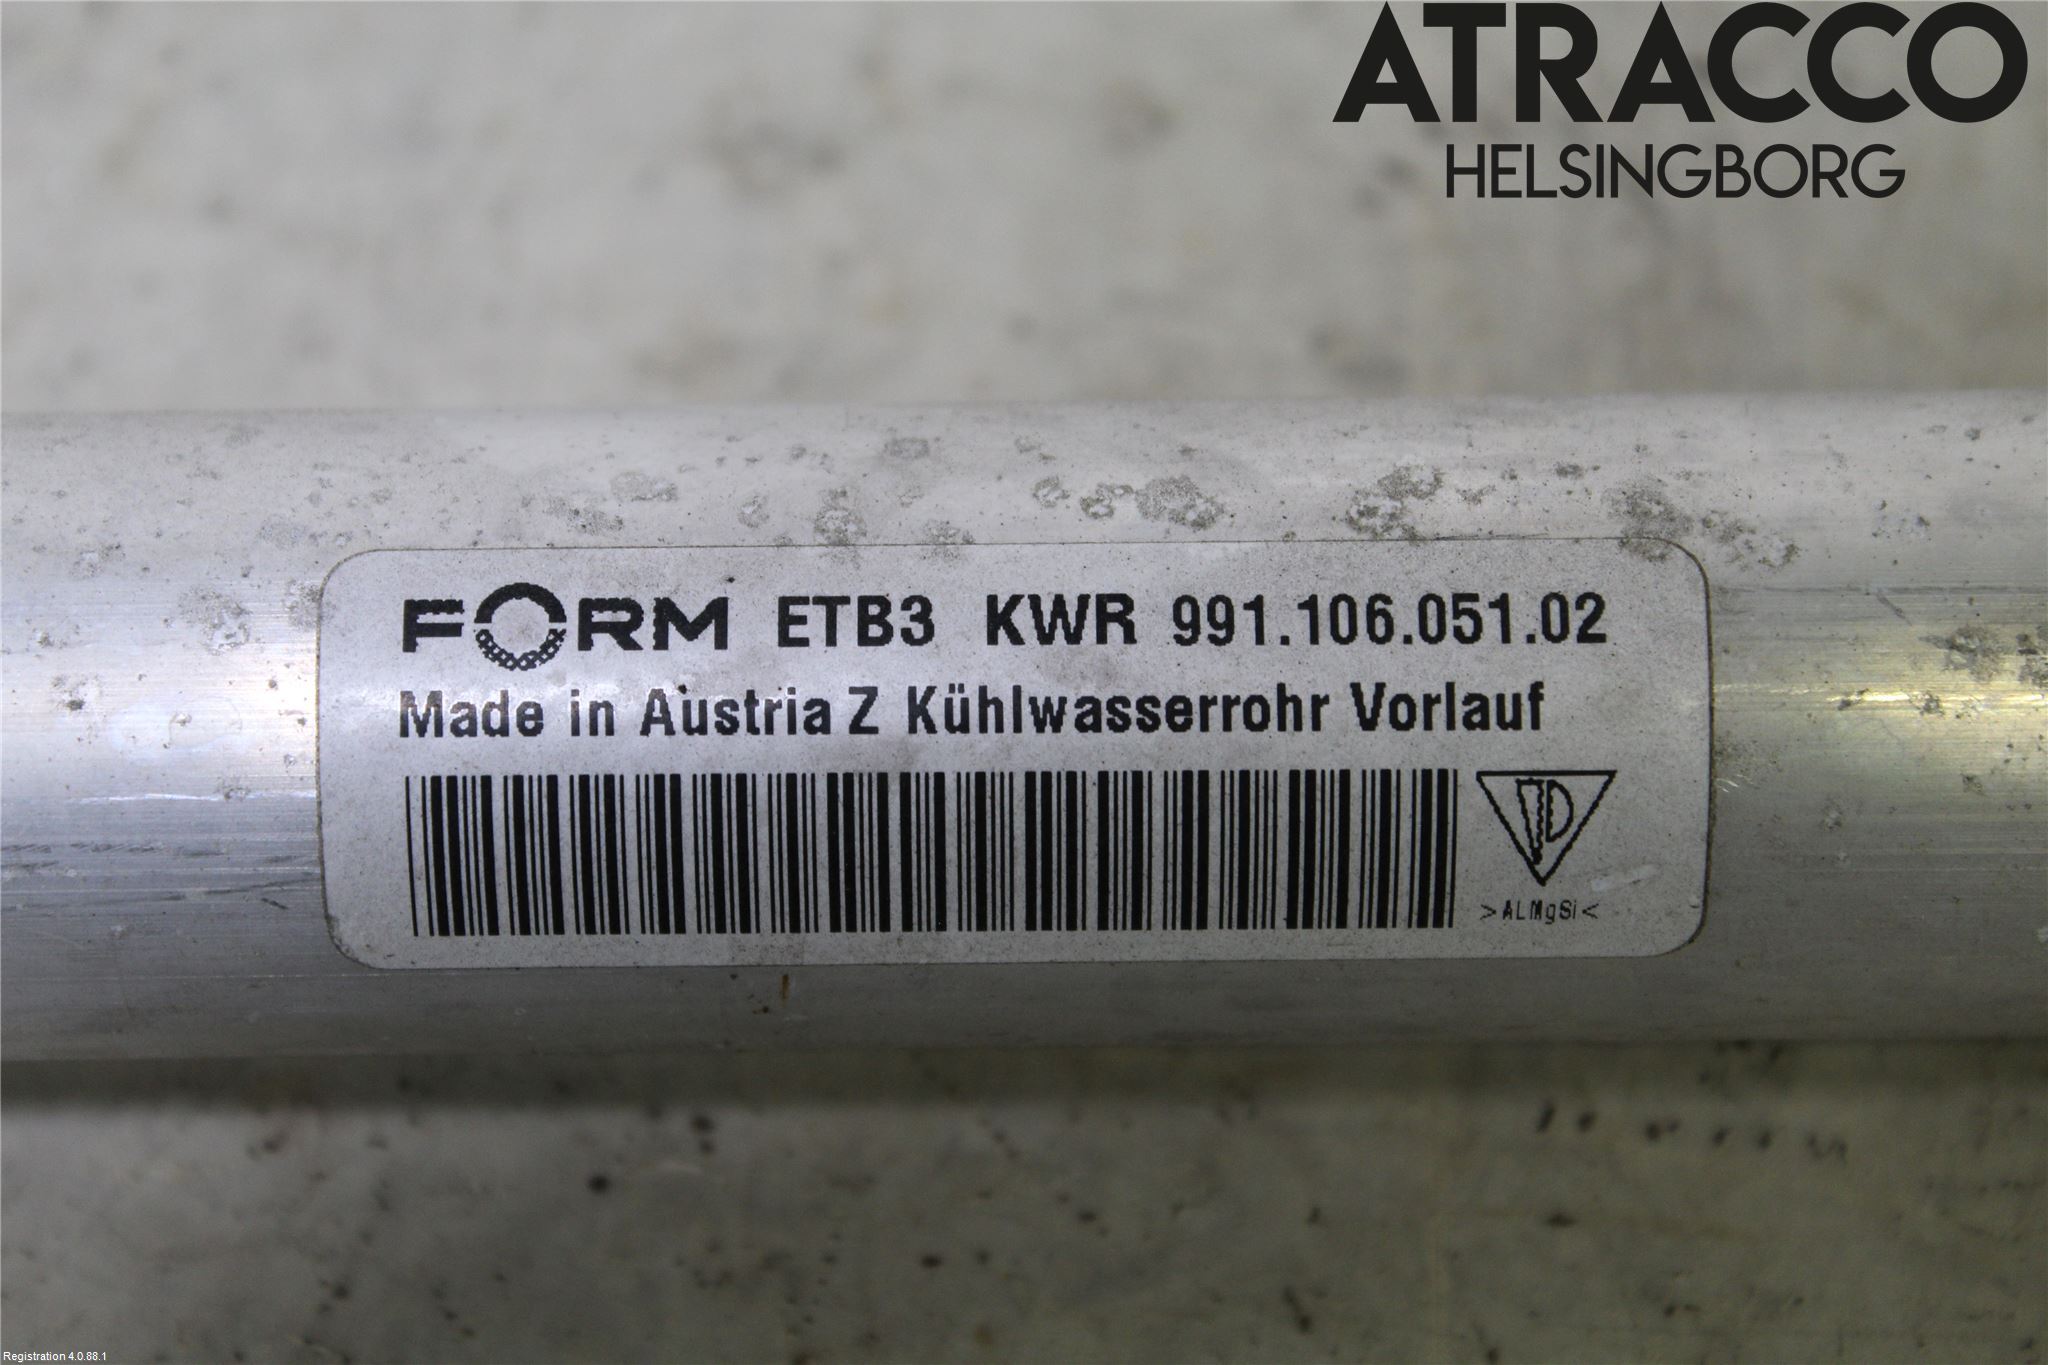 ATRACCO
HELSINGBORG
FORM ETB3 KWR 991.106.051.02
Made in Austria Z Kühlwasserrohr Vorlauf
>ALMgSi<
Registration 4.0.88.1